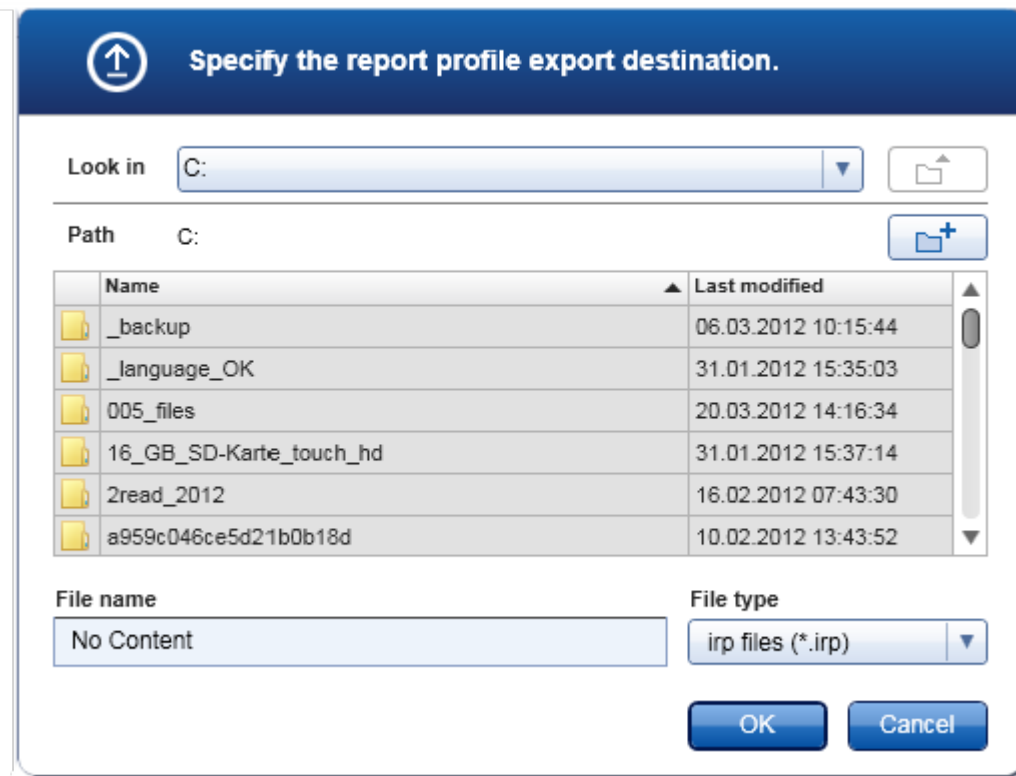 Specify the report profile export destination.
Look in C:
Path C:
Name Last modified
_backup 06.03.2012 10:15:44
_language_OK 31.01.2012 15:35:03
005_files 20.03.2012 14:16:34
16_GB_SD-Karte_touch_hd 31.01.2012 15:37:14
2read_2012 16.02.2012 07:43:30
a959c046ce5d21b0b18d 10.02.2012 13:43:52
File name File type
No Content irp files (*.irp)
OK Cancel